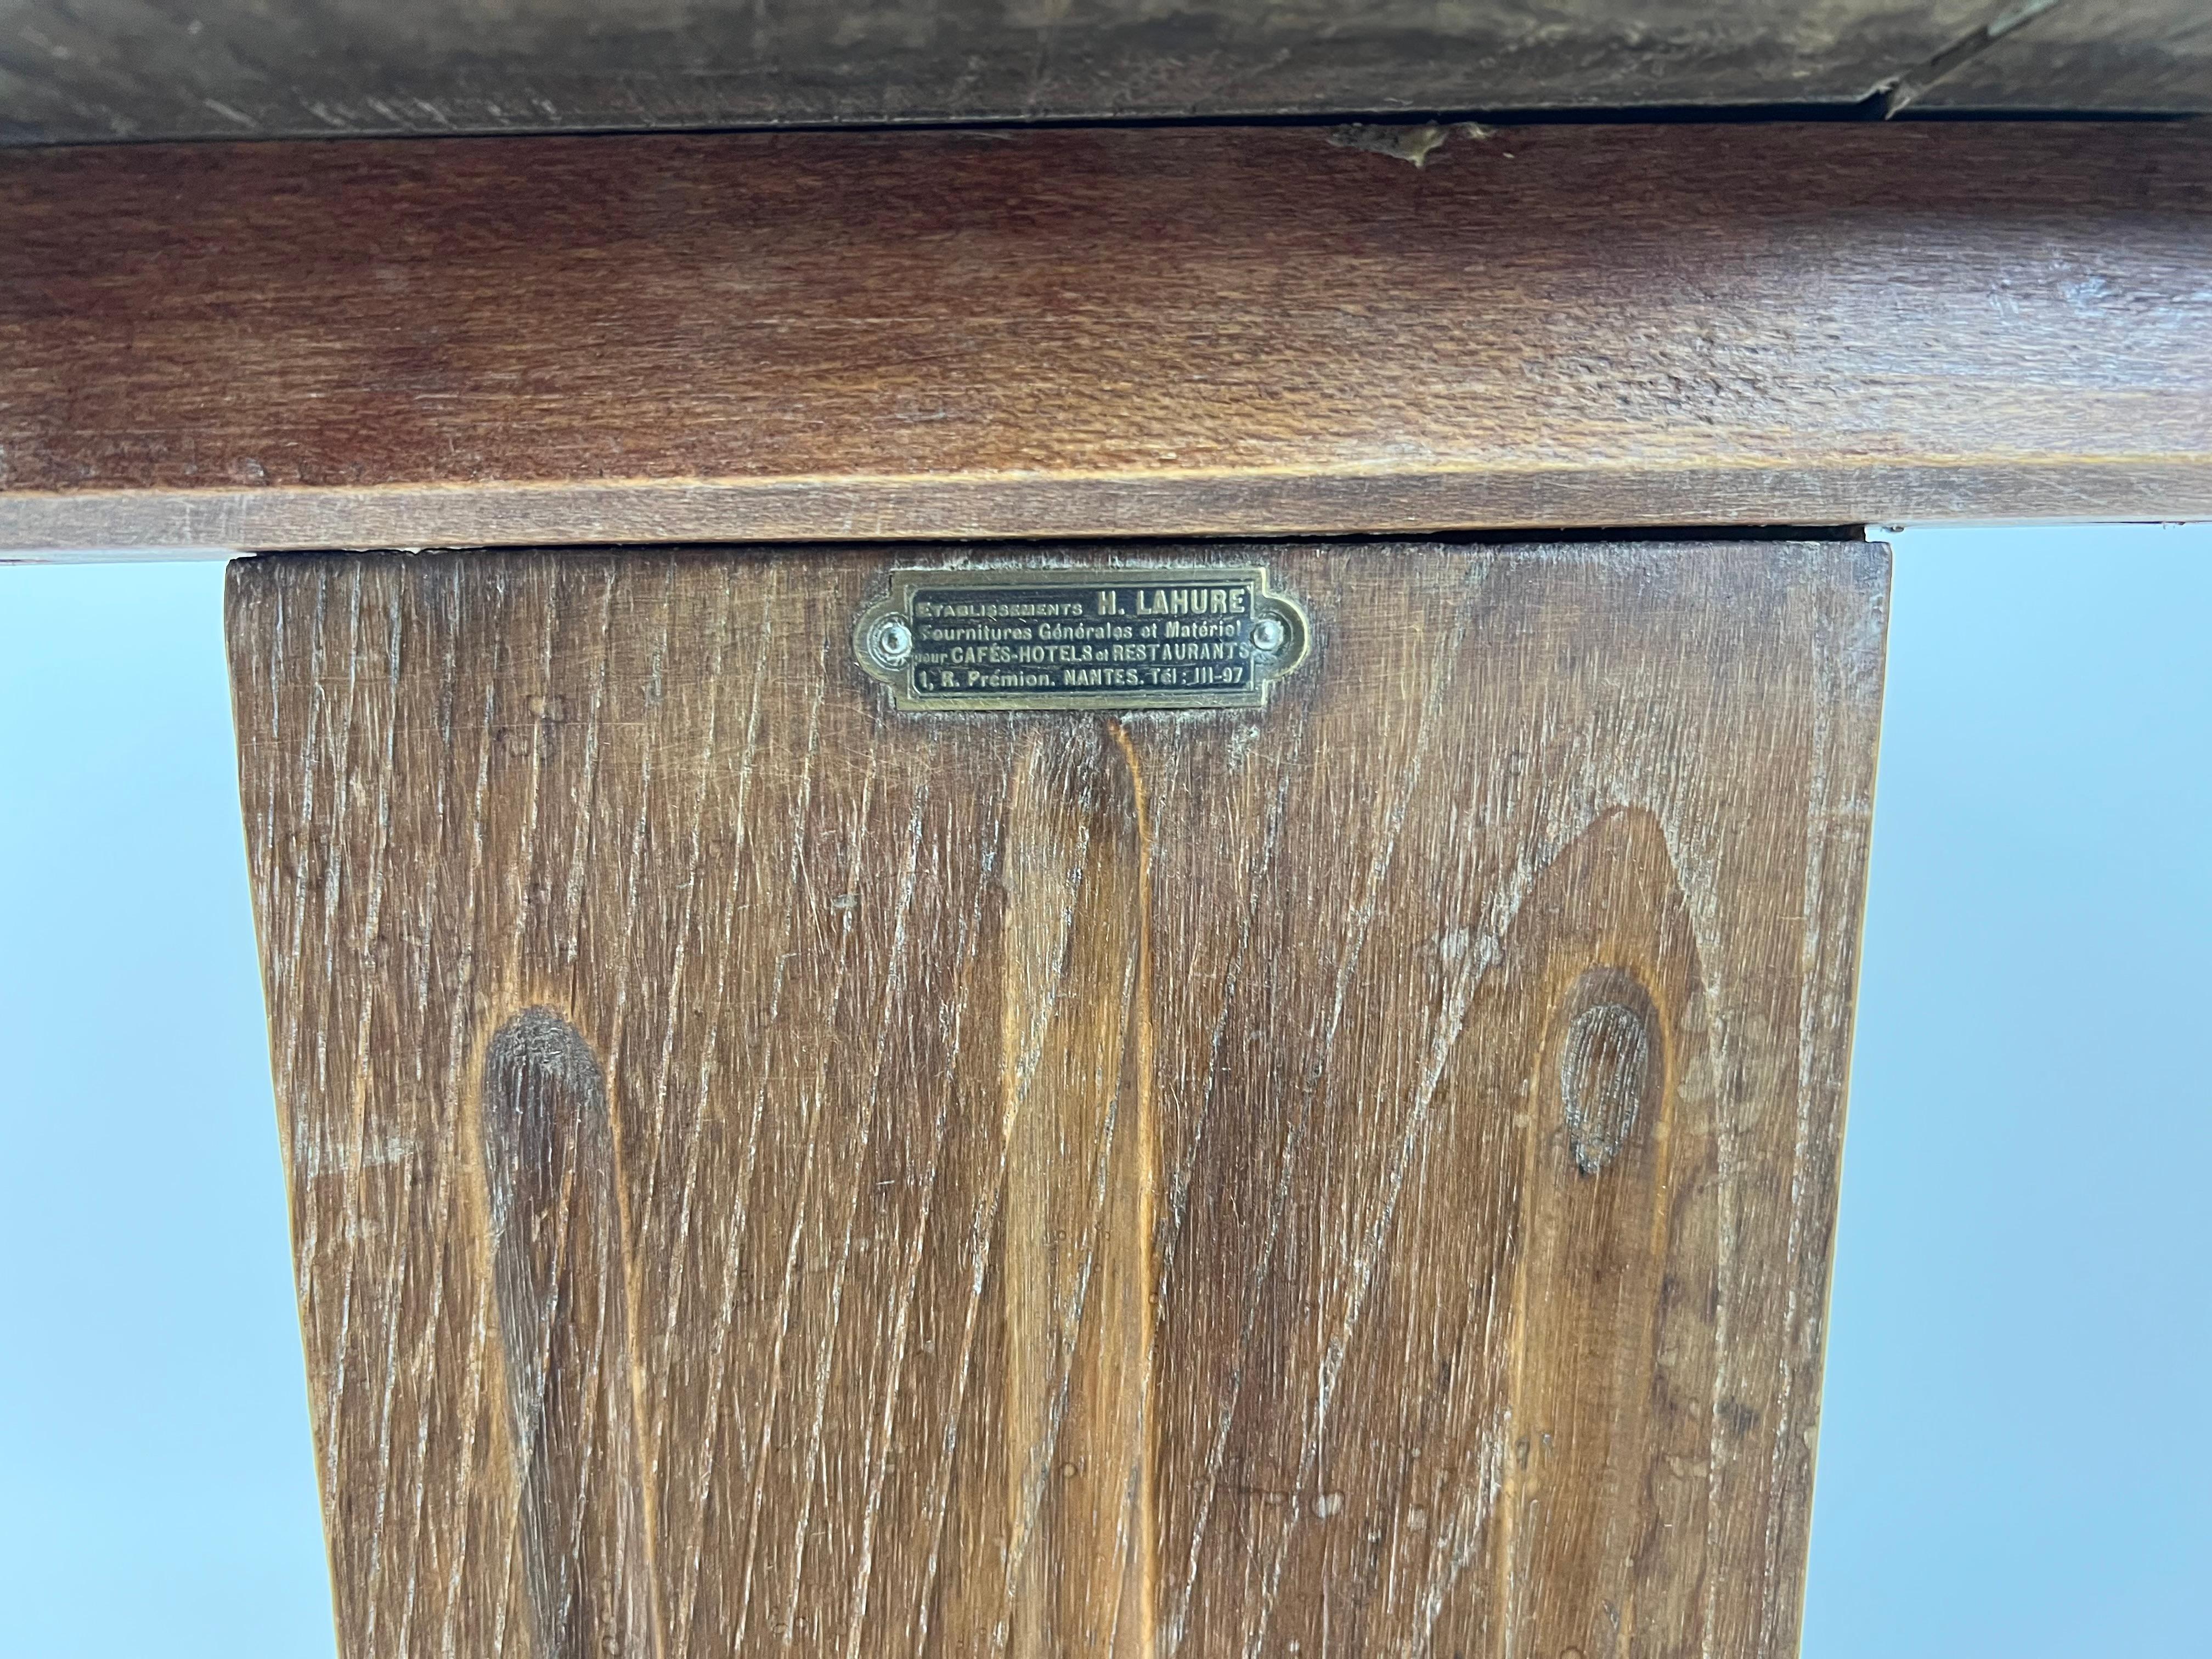 ETABLISSEMENTS H. LAHURE
Fournitures Générales et Matériel
pour CAFÉS-HOTELS et RESTAURANTS
1, R. Prémion. NANTES. Tél : 111-97